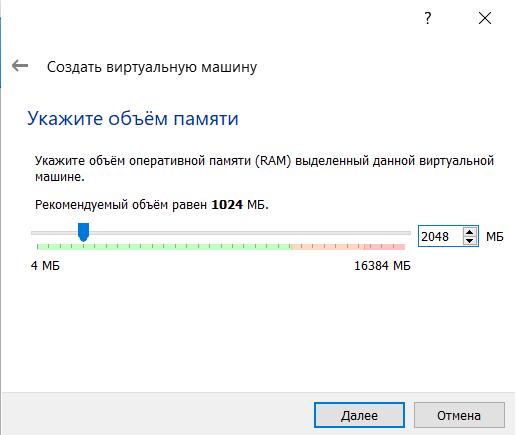 ?
Создать виртуальную машину
Укажите объём памяти
Укажите объём оперативной памяти (RAM) выделенный данной виртуальной
машине.
Рекомендуемый объём равен 1024 МБ.
2048 МБ
4 МБ 16384 МБ
Далее Отмена